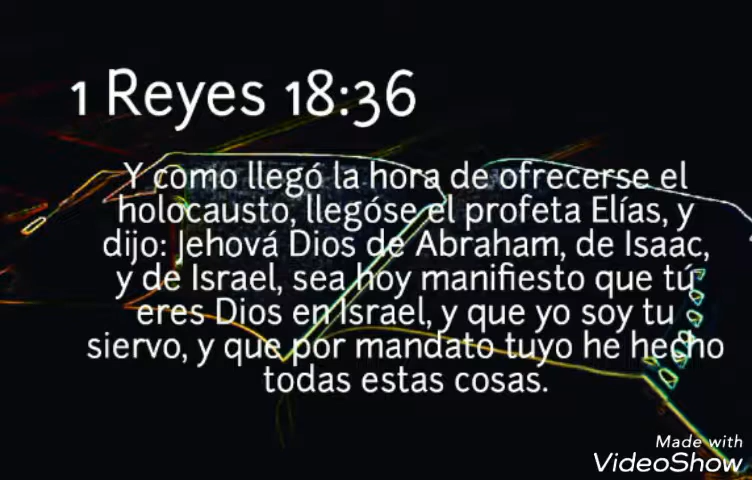 1 Reyes 18:36
Y como llegó la hora de ofrecerse el
holocausto, llegóse el profeta Elías, y
dijo: Jehová Dios de Abraham, de Isaac,
y de Israel, sea hoy manifiesto que tú
eres Dios en Israel, y que yo soy tu
siervo, y que por mandato tuyo he hecho
todas estas cosas.
Made with
VideoShow